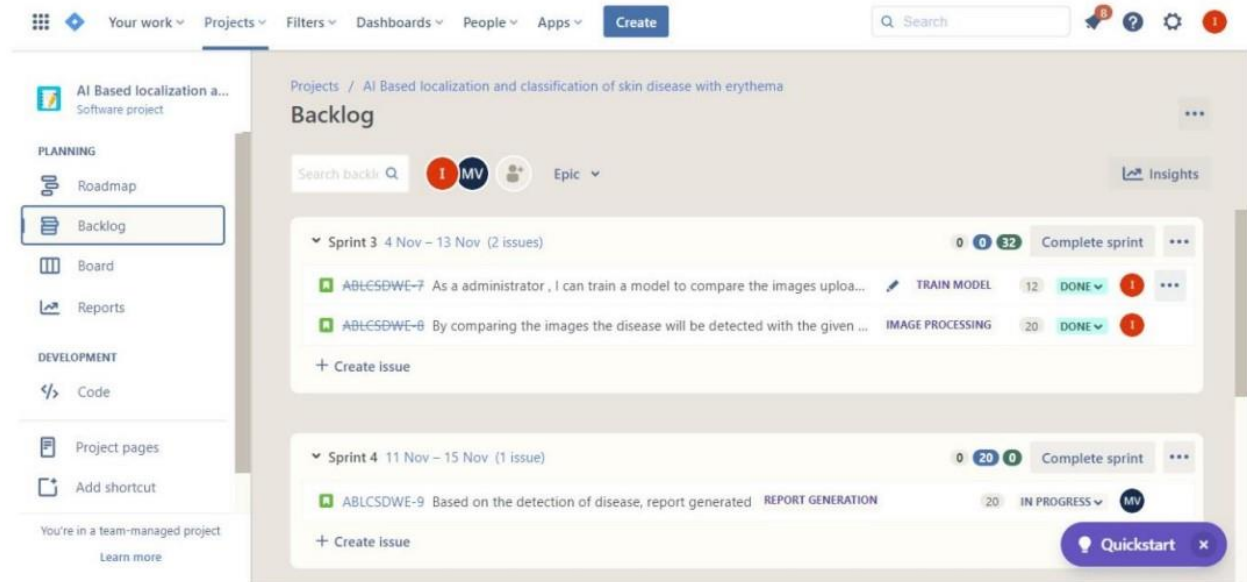 Your work Projects Filters Dashboards People Apps Create Search 8 I
AI Based localization a...
Software project
PLANNING
Roadmap
Backlog
Board
Reports
DEVELOPMENT
Code
Project pages
Add shortcut
You're in a team-managed project
Learn more
Projects / AI Based localization and classification of skin disease with erythema
Backlog
Search backlo I MV Epic Insights
Sprint 3 4 Nov – 13 Nov (2 issues) 0 0 32 Complete sprint
ABLCSDWE-7 As a administrator , I can train a model to compare the images uploa... TRAIN MODEL 12 DONE I
ABLCSDWE-8 By comparing the images the disease will be detected with the given ... IMAGE PROCESSING 20 DONE I
+ Create issue
Sprint 4 11 Nov – 15 Nov (1 issue) 0 20 0 Complete sprint
ABLCSDWE-9 Based on the detection of disease, report generated REPORT GENERATION 20 IN PROGRESS MV
+ Create issue
Quickstart x